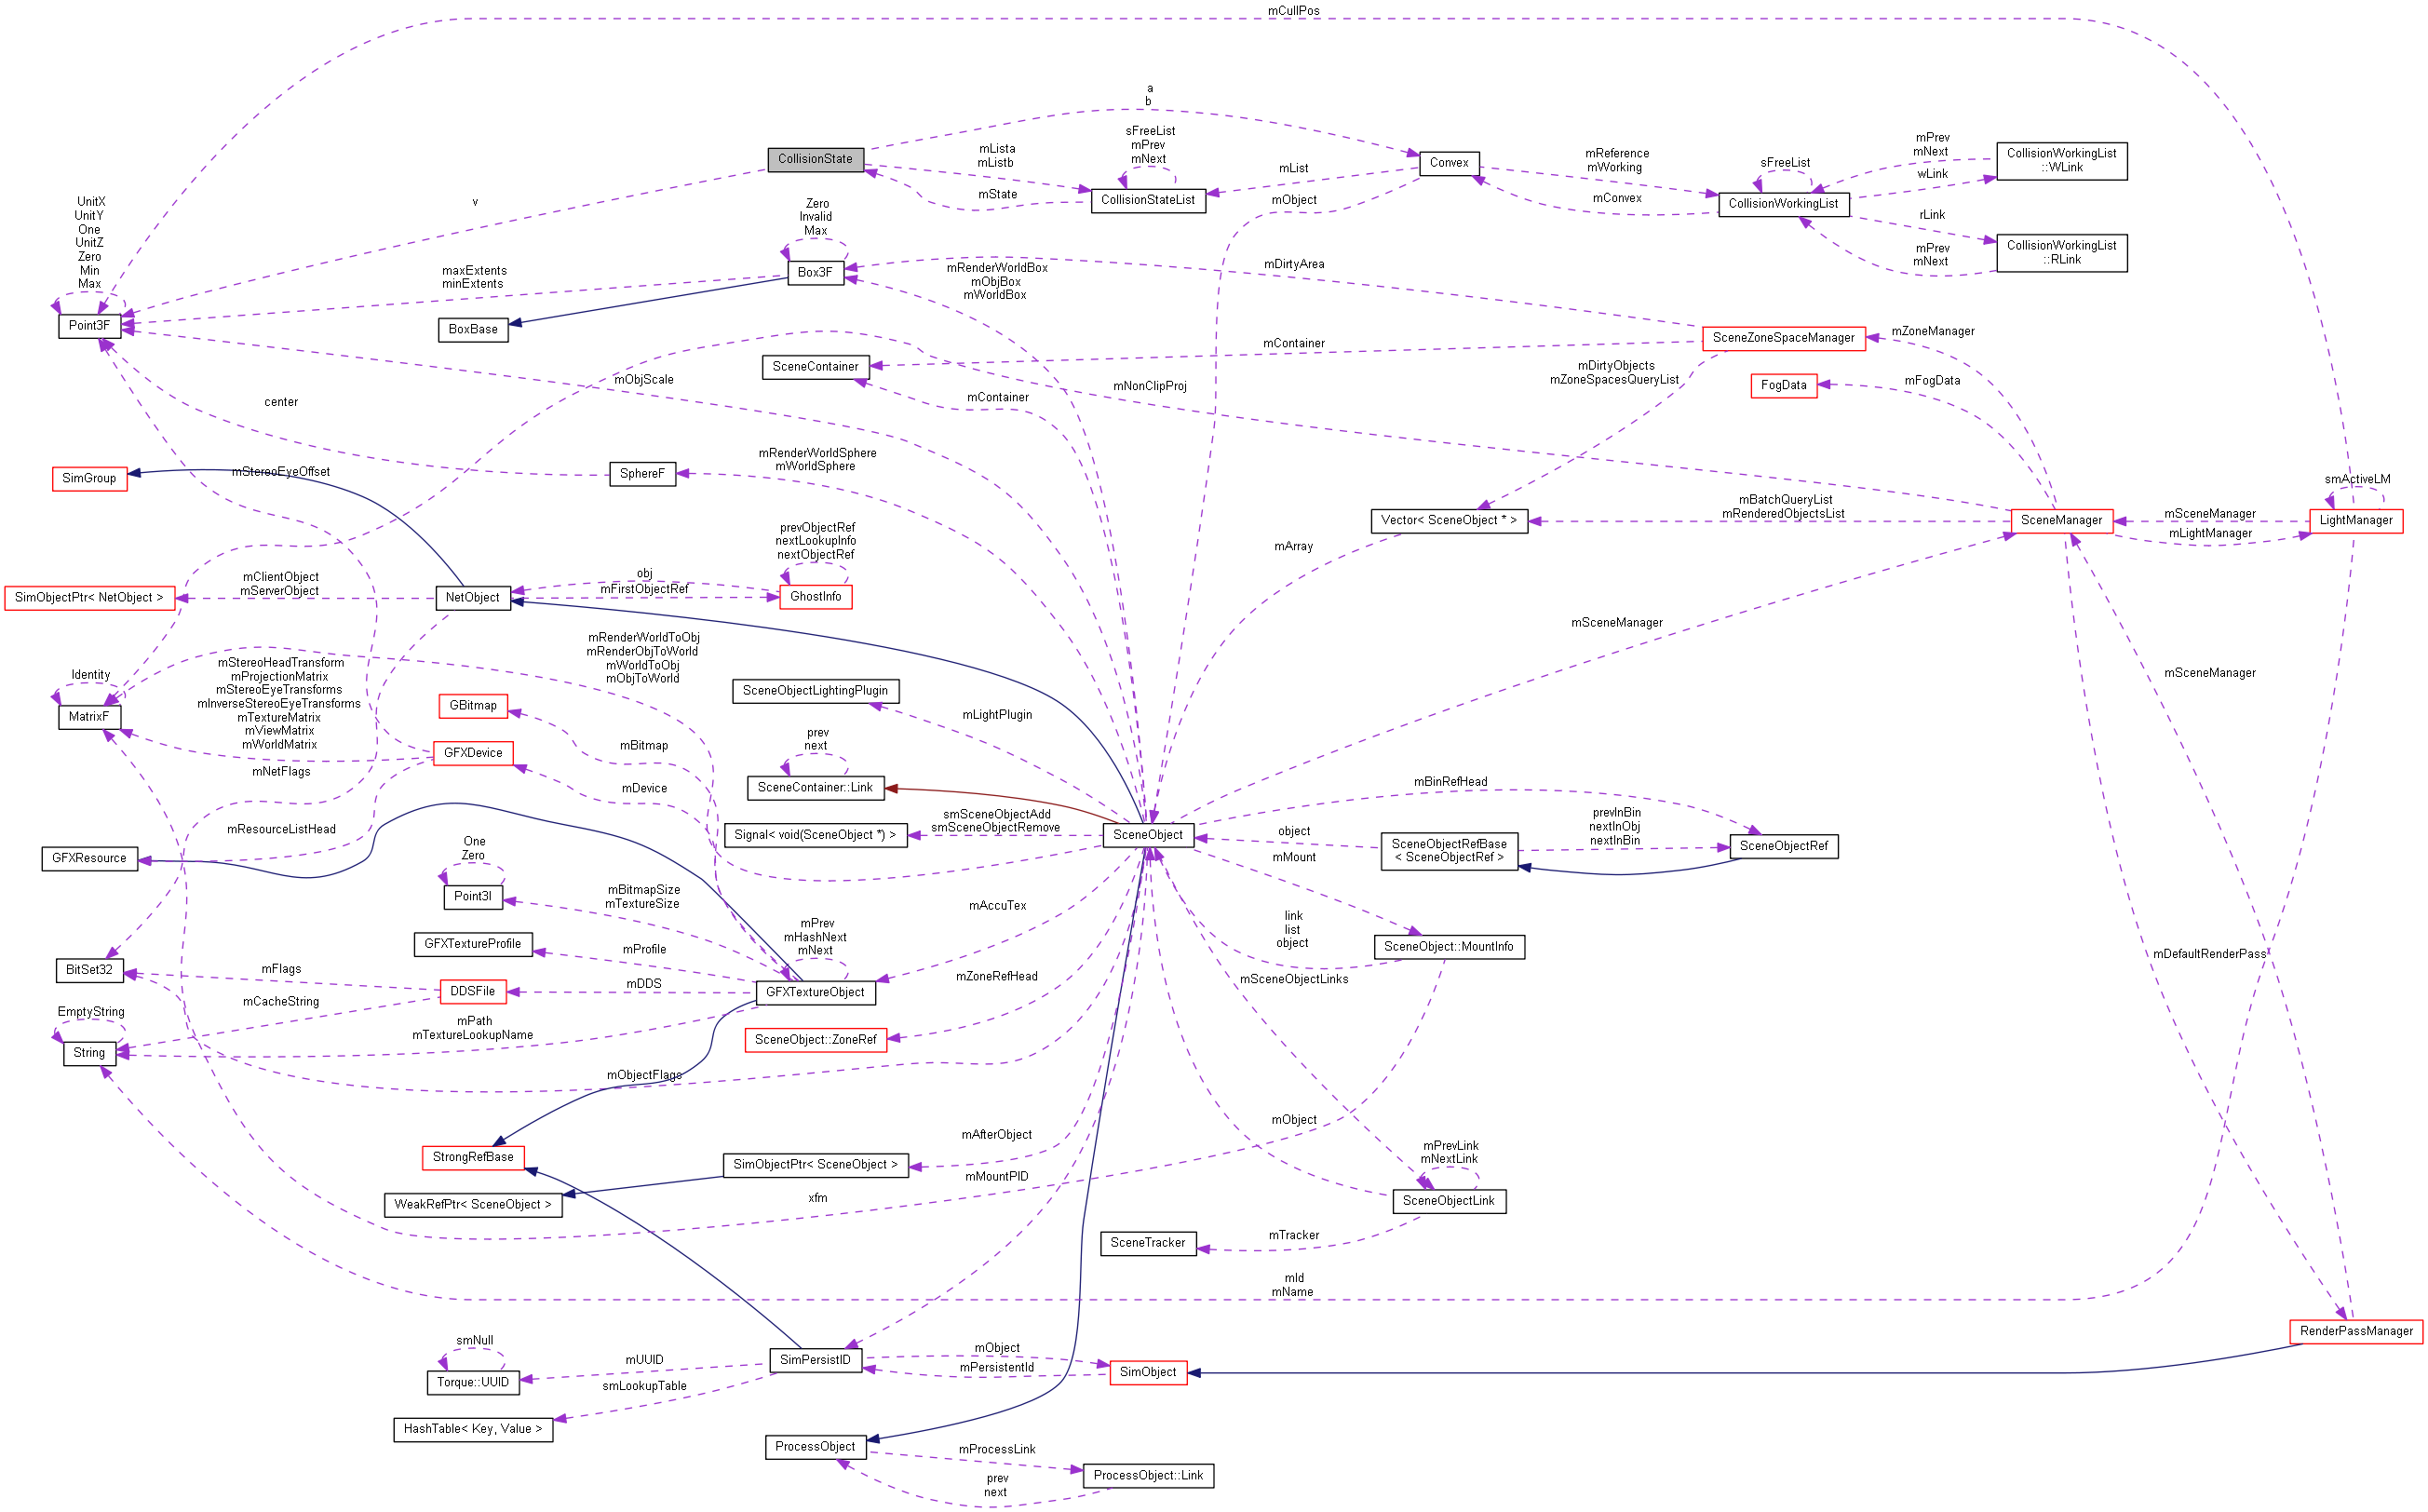 mCullPos
a
b
CollisionState
mLista
mListb
sFreeList
mPrev
mNext
CollisionStateList
mState
Convex
mList
mObject
mReference
mWorking
mConvex
sFreeList
CollisionWorkingList
mPrev
mNext
wLink
CollisionWorkingList
::WLink
rLink
mPrev
mNext
CollisionWorkingList
::RLink
v
UnitX
UnitY
One
UnitZ
Zero
Min
Max
Point3F
maxExtents
minExtents
Zero
Invalid
Max
Box3F
BoxBase
mRenderWorldBox
mObjBox
mWorldBox
mDirtyArea
SceneZoneSpaceManager
mZoneManager
SceneContainer
mContainer
mContainer
mObjScale
mNonClipProj
mDirtyObjects
mZoneSpacesQueryList
FogData
mFogData
center
SphereF
mRenderWorldSphere
mWorldSphere
mStereoEyeOffset
SimGroup
Vector< SceneObject * >
mBatchQueryList
mRenderedObjectsList
SceneManager
mSceneManager
mLightManager
smActiveLM
LightManager
mArray
prevObjectRef
nextLookupInfo
nextObjectRef
GhostInfo
obj
mFirstObjectRef
NetObject
mClientObject
mServerObject
SimObjectPtr< NetObject >
mSceneManager
mSceneManager
mRenderWorldToObj
mRenderObjToWorld
mWorldToObj
mObjToWorld
Identity
MatrixF
mStereoHeadTransform
mProjectionMatrix
mStereoEyeTransforms
mInverseStereoEyeTransforms
mTextureMatrix
mViewMatrix
mWorldMatrix
GBitmap
mBitmap
GFXDevice
mDevice
mNetFlags
SceneObjectLightingPlugin
mLightPlugin
prev
next
SceneContainer::Link
Signal< void(SceneObject *) >
smSceneObjectAdd
smSceneObjectRemove
SceneObject
mBinRefHead
object
SceneObjectRefBase
< SceneObjectRef >
prevInBin
nextInObj
nextInBin
SceneObjectRef
mMount
mResourceListHead
GFXResource
One
Zero
Point3I
mBitmapSize
mTextureSize
mAccuTex
link
list
object
SceneObject::MountInfo
mSceneObjectLinks
mDefaultRenderPass
GFXTextureProfile
mProfile
mPrev
mHashNext
mNext
GFXTextureObject
mZoneRefHead
BitSet32
mFlags
DDSFile
mDDS
mCacheString
EmptyString
String
mPath
mTextureLookupName
SceneObject::ZoneRef
mObjectFlags
mAfterObject
mObject
StrongRefBase
SimObjectPtr< SceneObject >
mMountPID
mPrevLink
mNextLink
SceneObjectLink
WeakRefPtr< SceneObject >
xfm
SceneTracker
mTracker
mId
mName
RenderPassManager
smNull
Torque::UUID
mUUID
SimPersistID
mObject
mPersistentId
SimObject
smLookupTable
HashTable< Key, Value >
ProcessObject
mProcessLink
ProcessObject::Link
prev
next